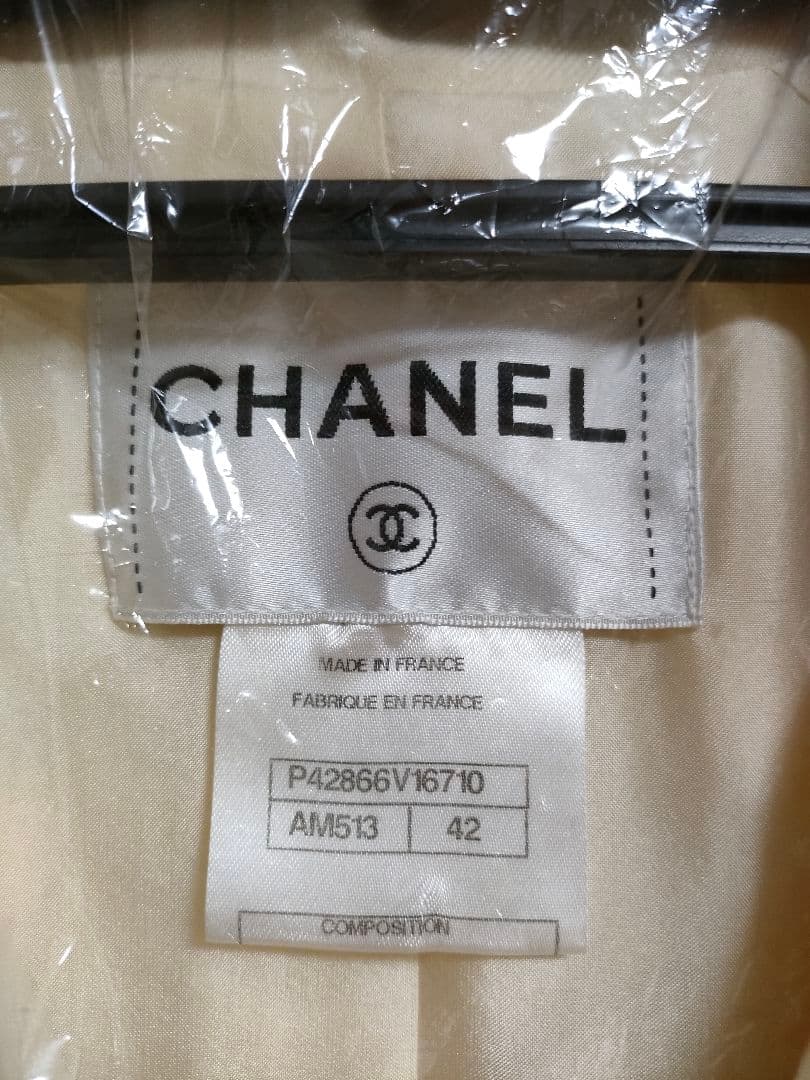 CHANEL
MADE IN FRANCE
FABRIQUE EN FRANCE
P42866V16710
AM513 42
COMPOSITION